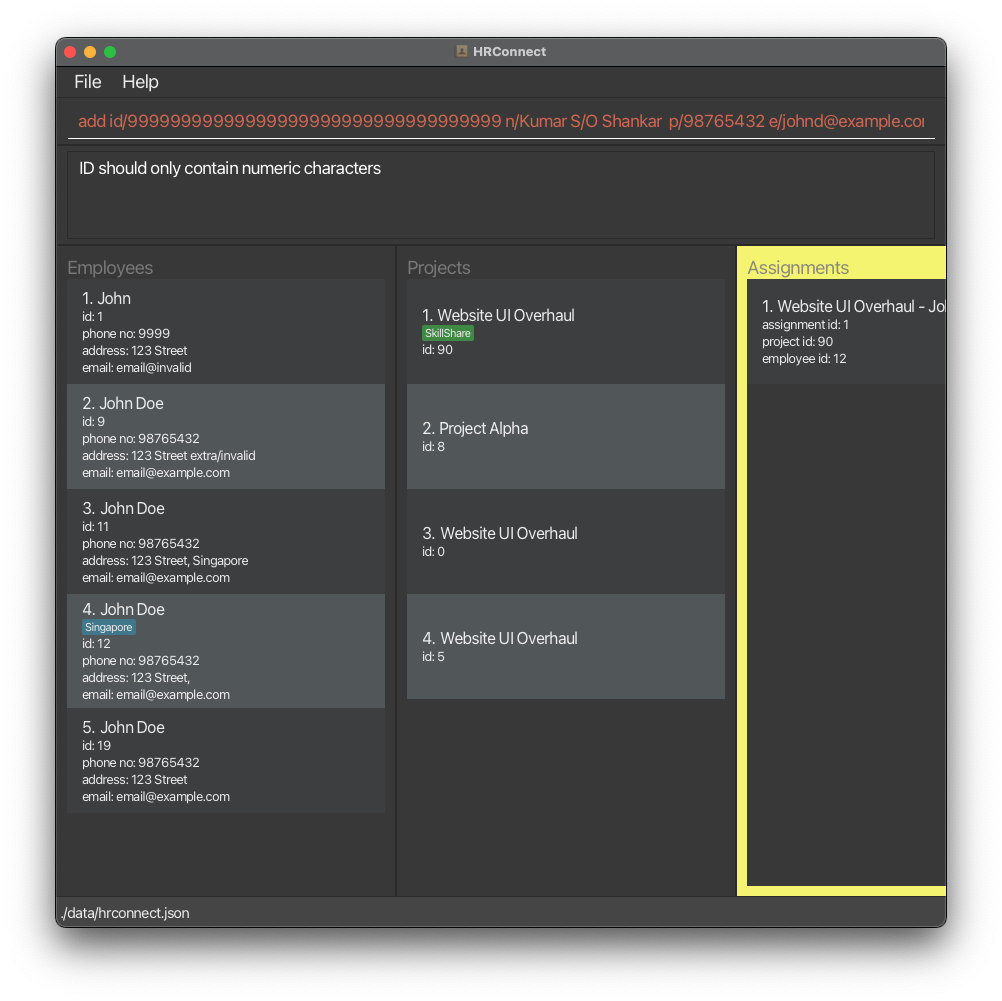 HRConnect
File Help
add id/99999999999999999999999999999999999 n/Kumar S/O Shankar  p/98765432 e/johnd@example.co
ID should only contain numeric characters
Employees
1. John
id: 1
phone no: 9999
address: 123 Street
email: email@invalid
2. John Doe
id: 9
phone no: 98765432
address: 123 Street extra/invalid
email: email@example.com
3. John Doe
id: 11
phone no: 98765432
address: 123 Street, Singapore
email: email@example.com
4. John Doe
Singapore
id: 12
phone no: 98765432
address: 123 Street,
email: email@example.com
5. John Doe
id: 19
phone no: 98765432
address: 123 Street
email: email@example.com
Projects
1. Website UI Overhaul
SkillShare
id: 90
2. Project Alpha
id: 8
3. Website UI Overhaul
id: 0
4. Website UI Overhaul
id: 5
Assignments
1. Website UI Overhaul - Jo
assignment id: 1
project id: 90
employee id: 12
./data/hrconnect.json